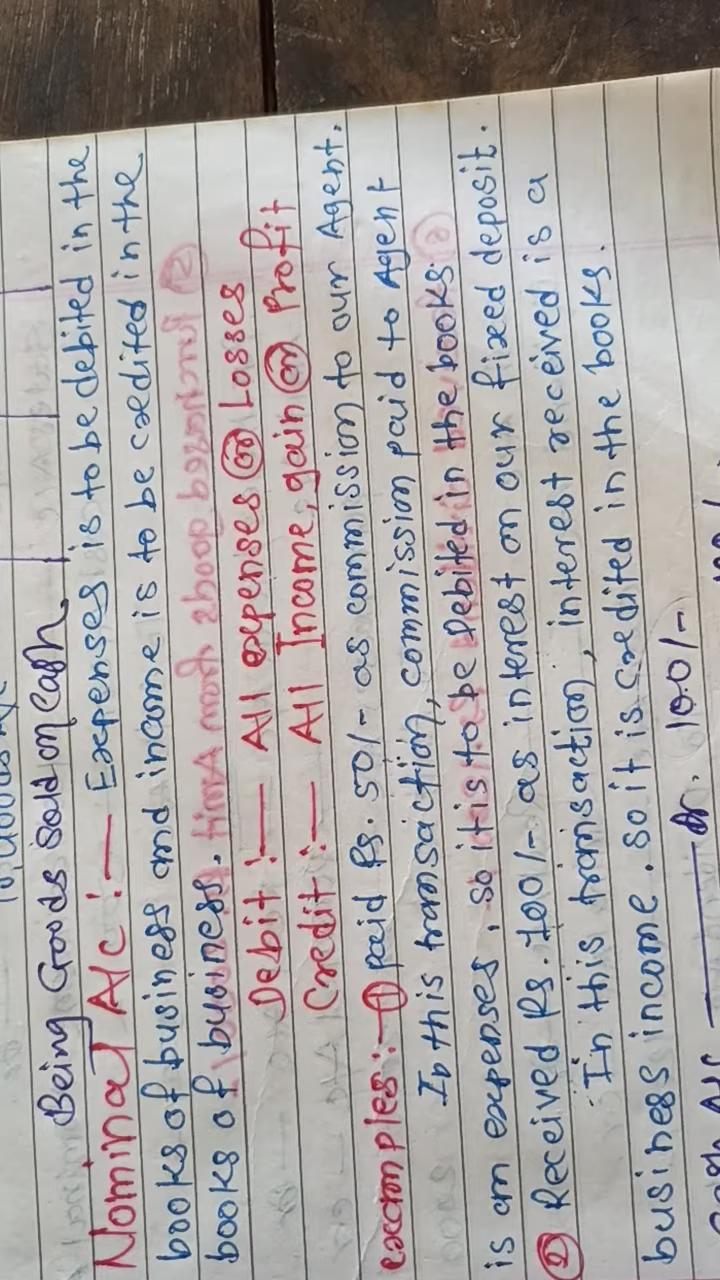 Being Goods sold on cash
Nominal A/c :— Expenses is to be debited in the
books of business and income is to be credited in the
books of business.
Debit :— All expenses or Losses
Credit :— All Income, gain or Profit
examples :— ① paid Rs. 50/- as commission to our Agent.
In this transaction, commission paid to Agent
is an expenses, so it is to be Debited in the books.
② Received Rs. 100/- as interest on our fixed deposit.
In this transaction, interest received is a
business income. so it is credited in the books.
Dr. 100/-